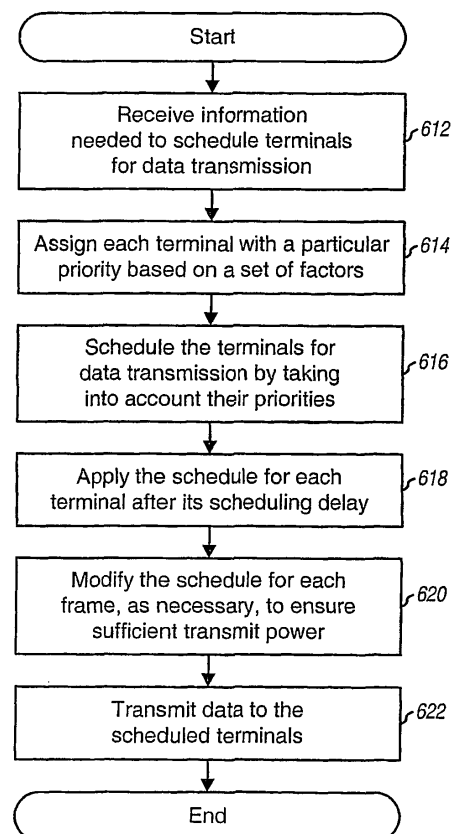 Start
Receive information
needed to schedule terminals
for data transmission
612
Assign each terminal with a particular
priority based on a set of factors
614
Schedule the terminals for
data transmission by taking
into account their priorities
616
Apply the schedule for each
terminal after its scheduling delay
618
Modify the schedule for each
frame, as necessary, to ensure
sufficient transmit power
620
Transmit data to the
scheduled terminals
622
End